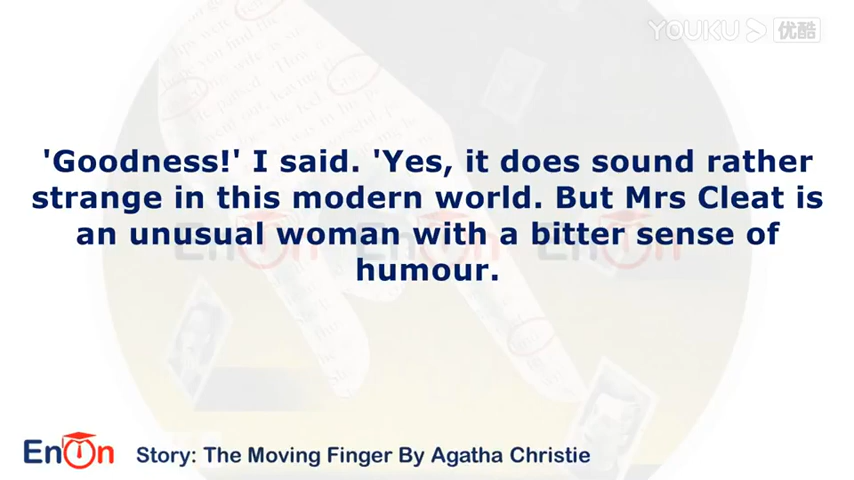 YOUKU 优酷
'Goodness!' I said. 'Yes, it does sound rather
strange in this modern world. But Mrs Cleat is
an unusual woman with a bitter sense of
humour.
EnOn Story: The Moving Finger By Agatha Christie